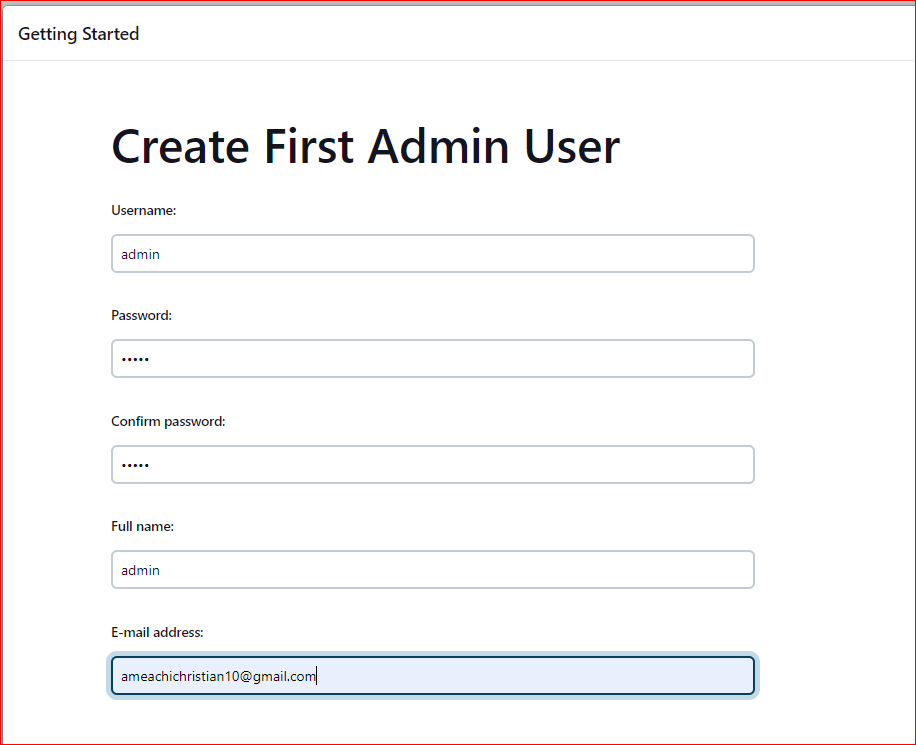 Getting Started
Create First Admin User
Username:
admin
Password:
•••••
Confirm password:
•••••
Full name:
admin
E-mail address:
ameachichristian10@gmail.com